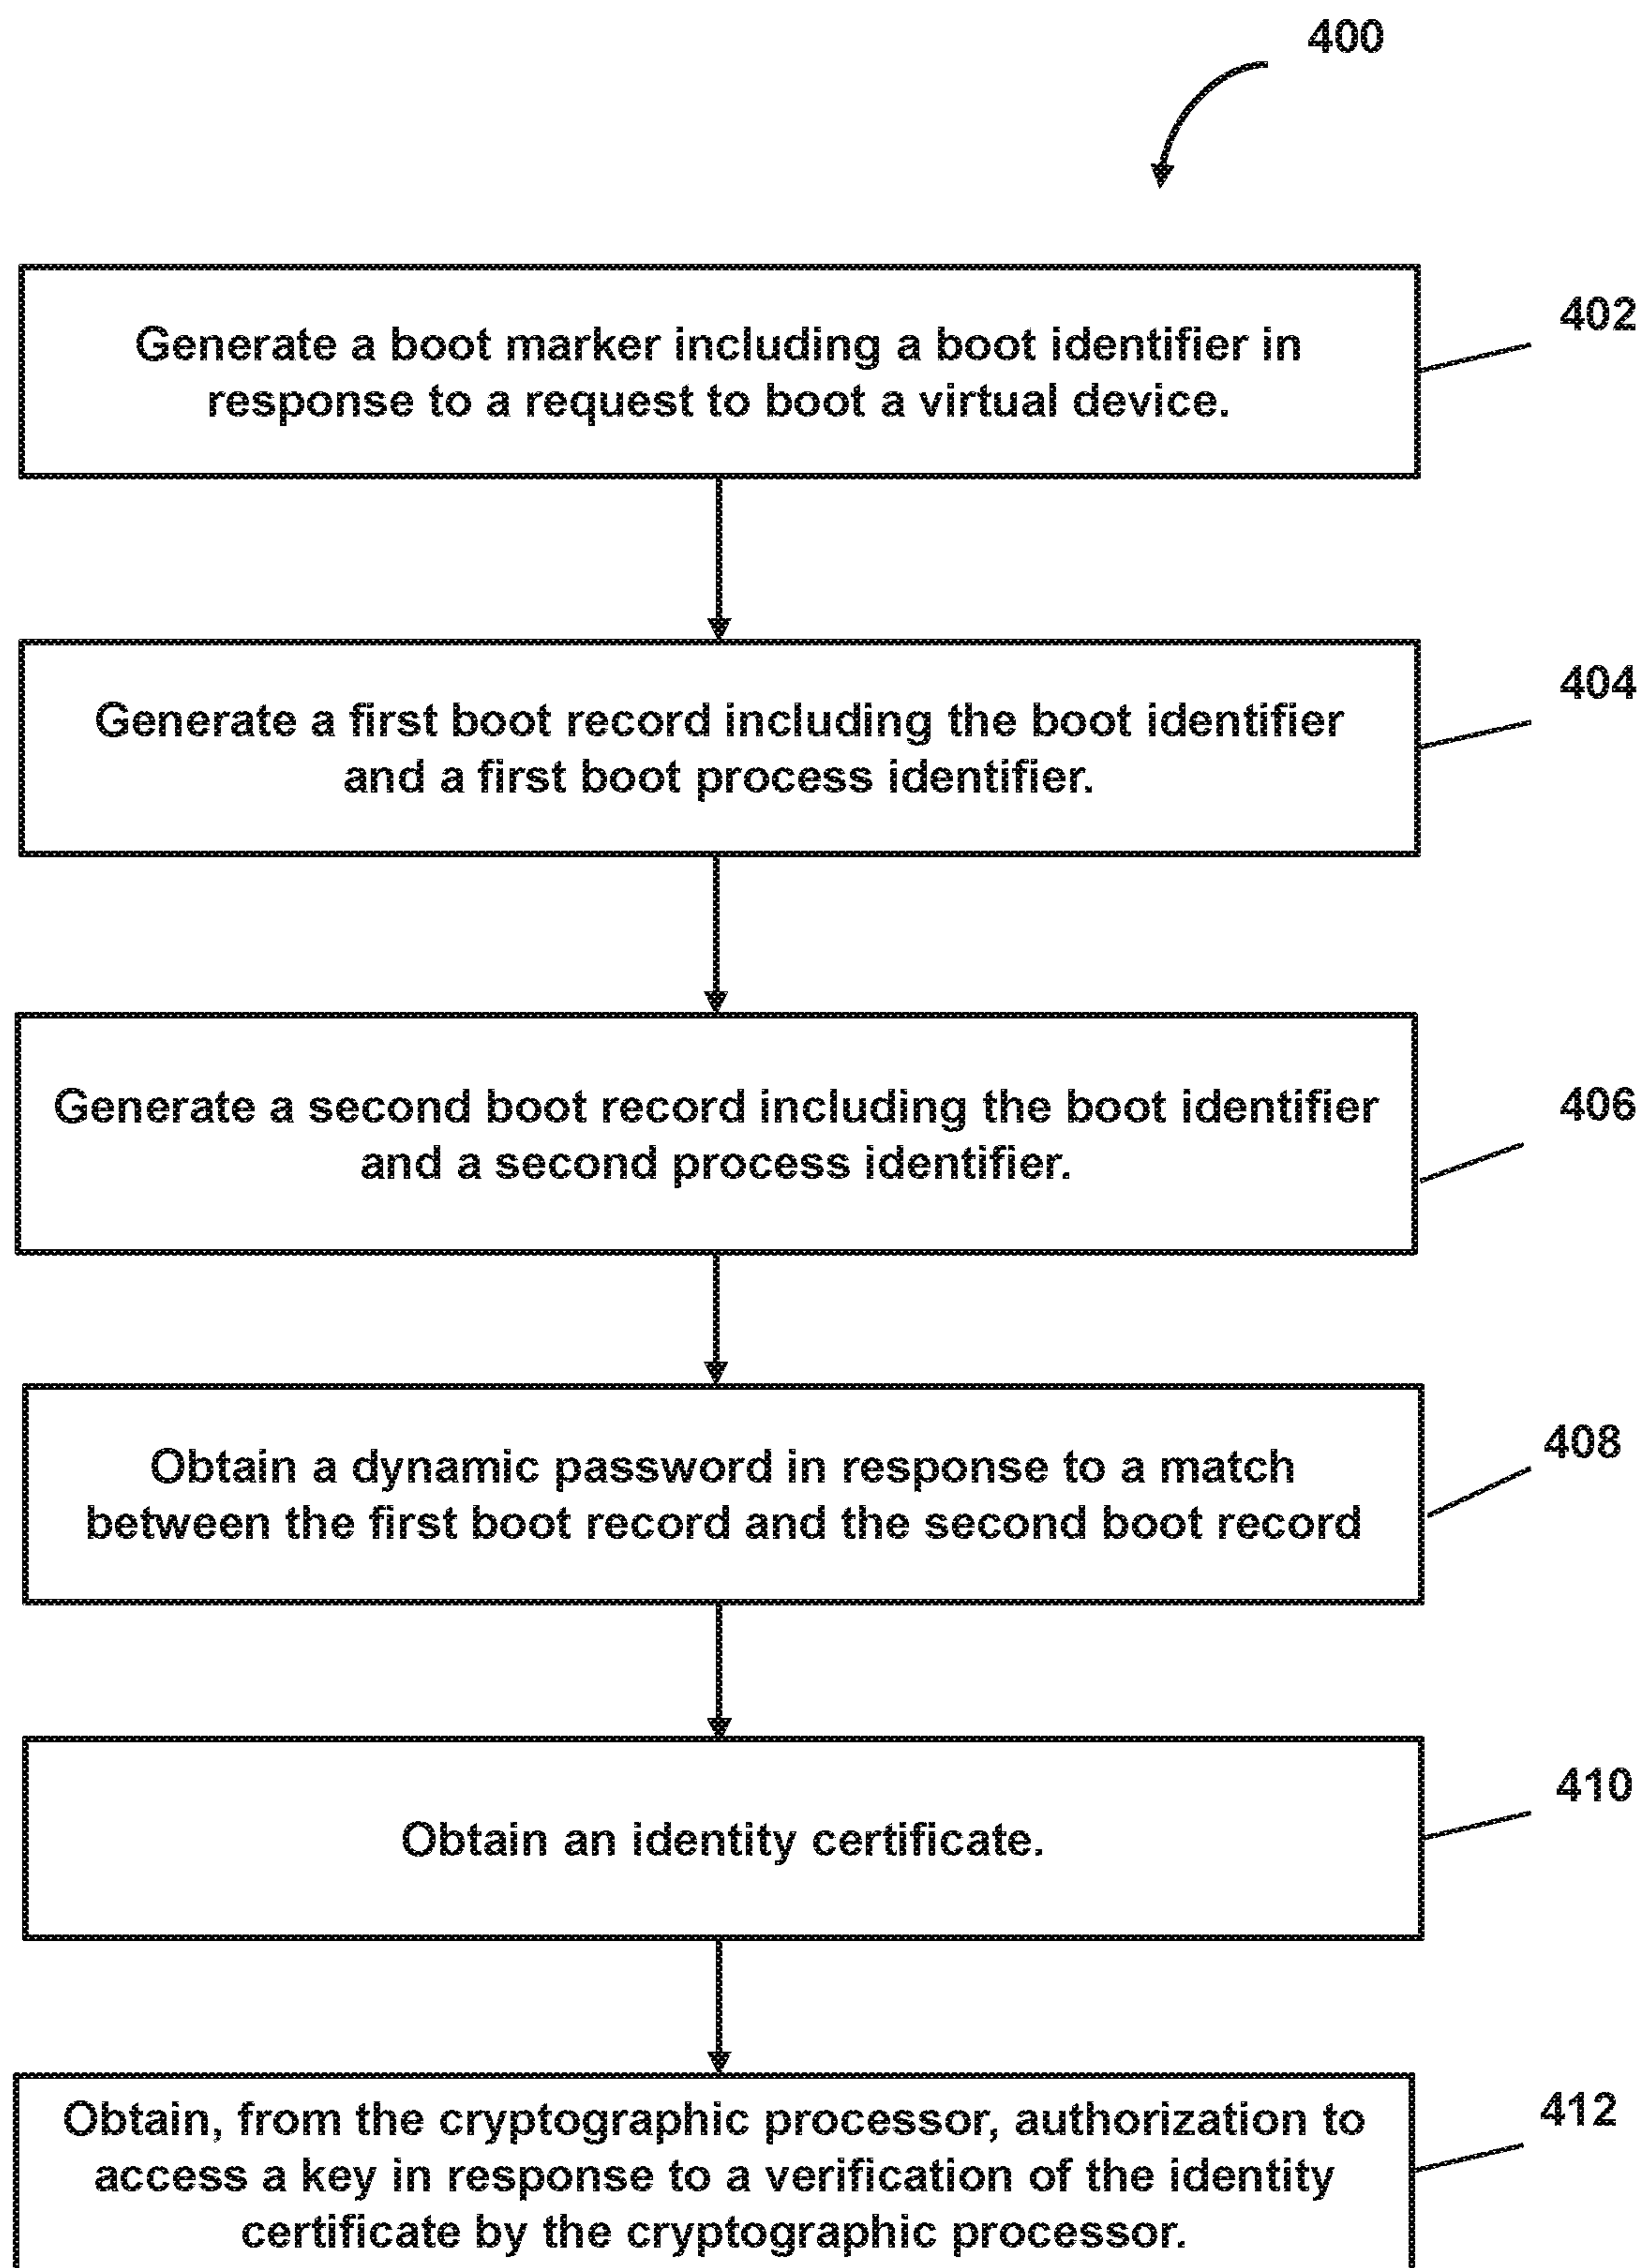 400
Generate a boot marker including a boot identifier in
response to a request to boot a virtual device.
402
Generate a first boot record including the boot identifier
and a first boot process identifier.
404
Generate a second boot record including the boot identifier
and a second process identifier.
406
Obtain a dynamic password in response to a match
between the first boot record and the second boot record
408
Obtain an identity certificate.
410
Obtain, from the cryptographic processor, authorization to
access a key in response to a verification of the identity
certificate by the cryptographic processor.
412